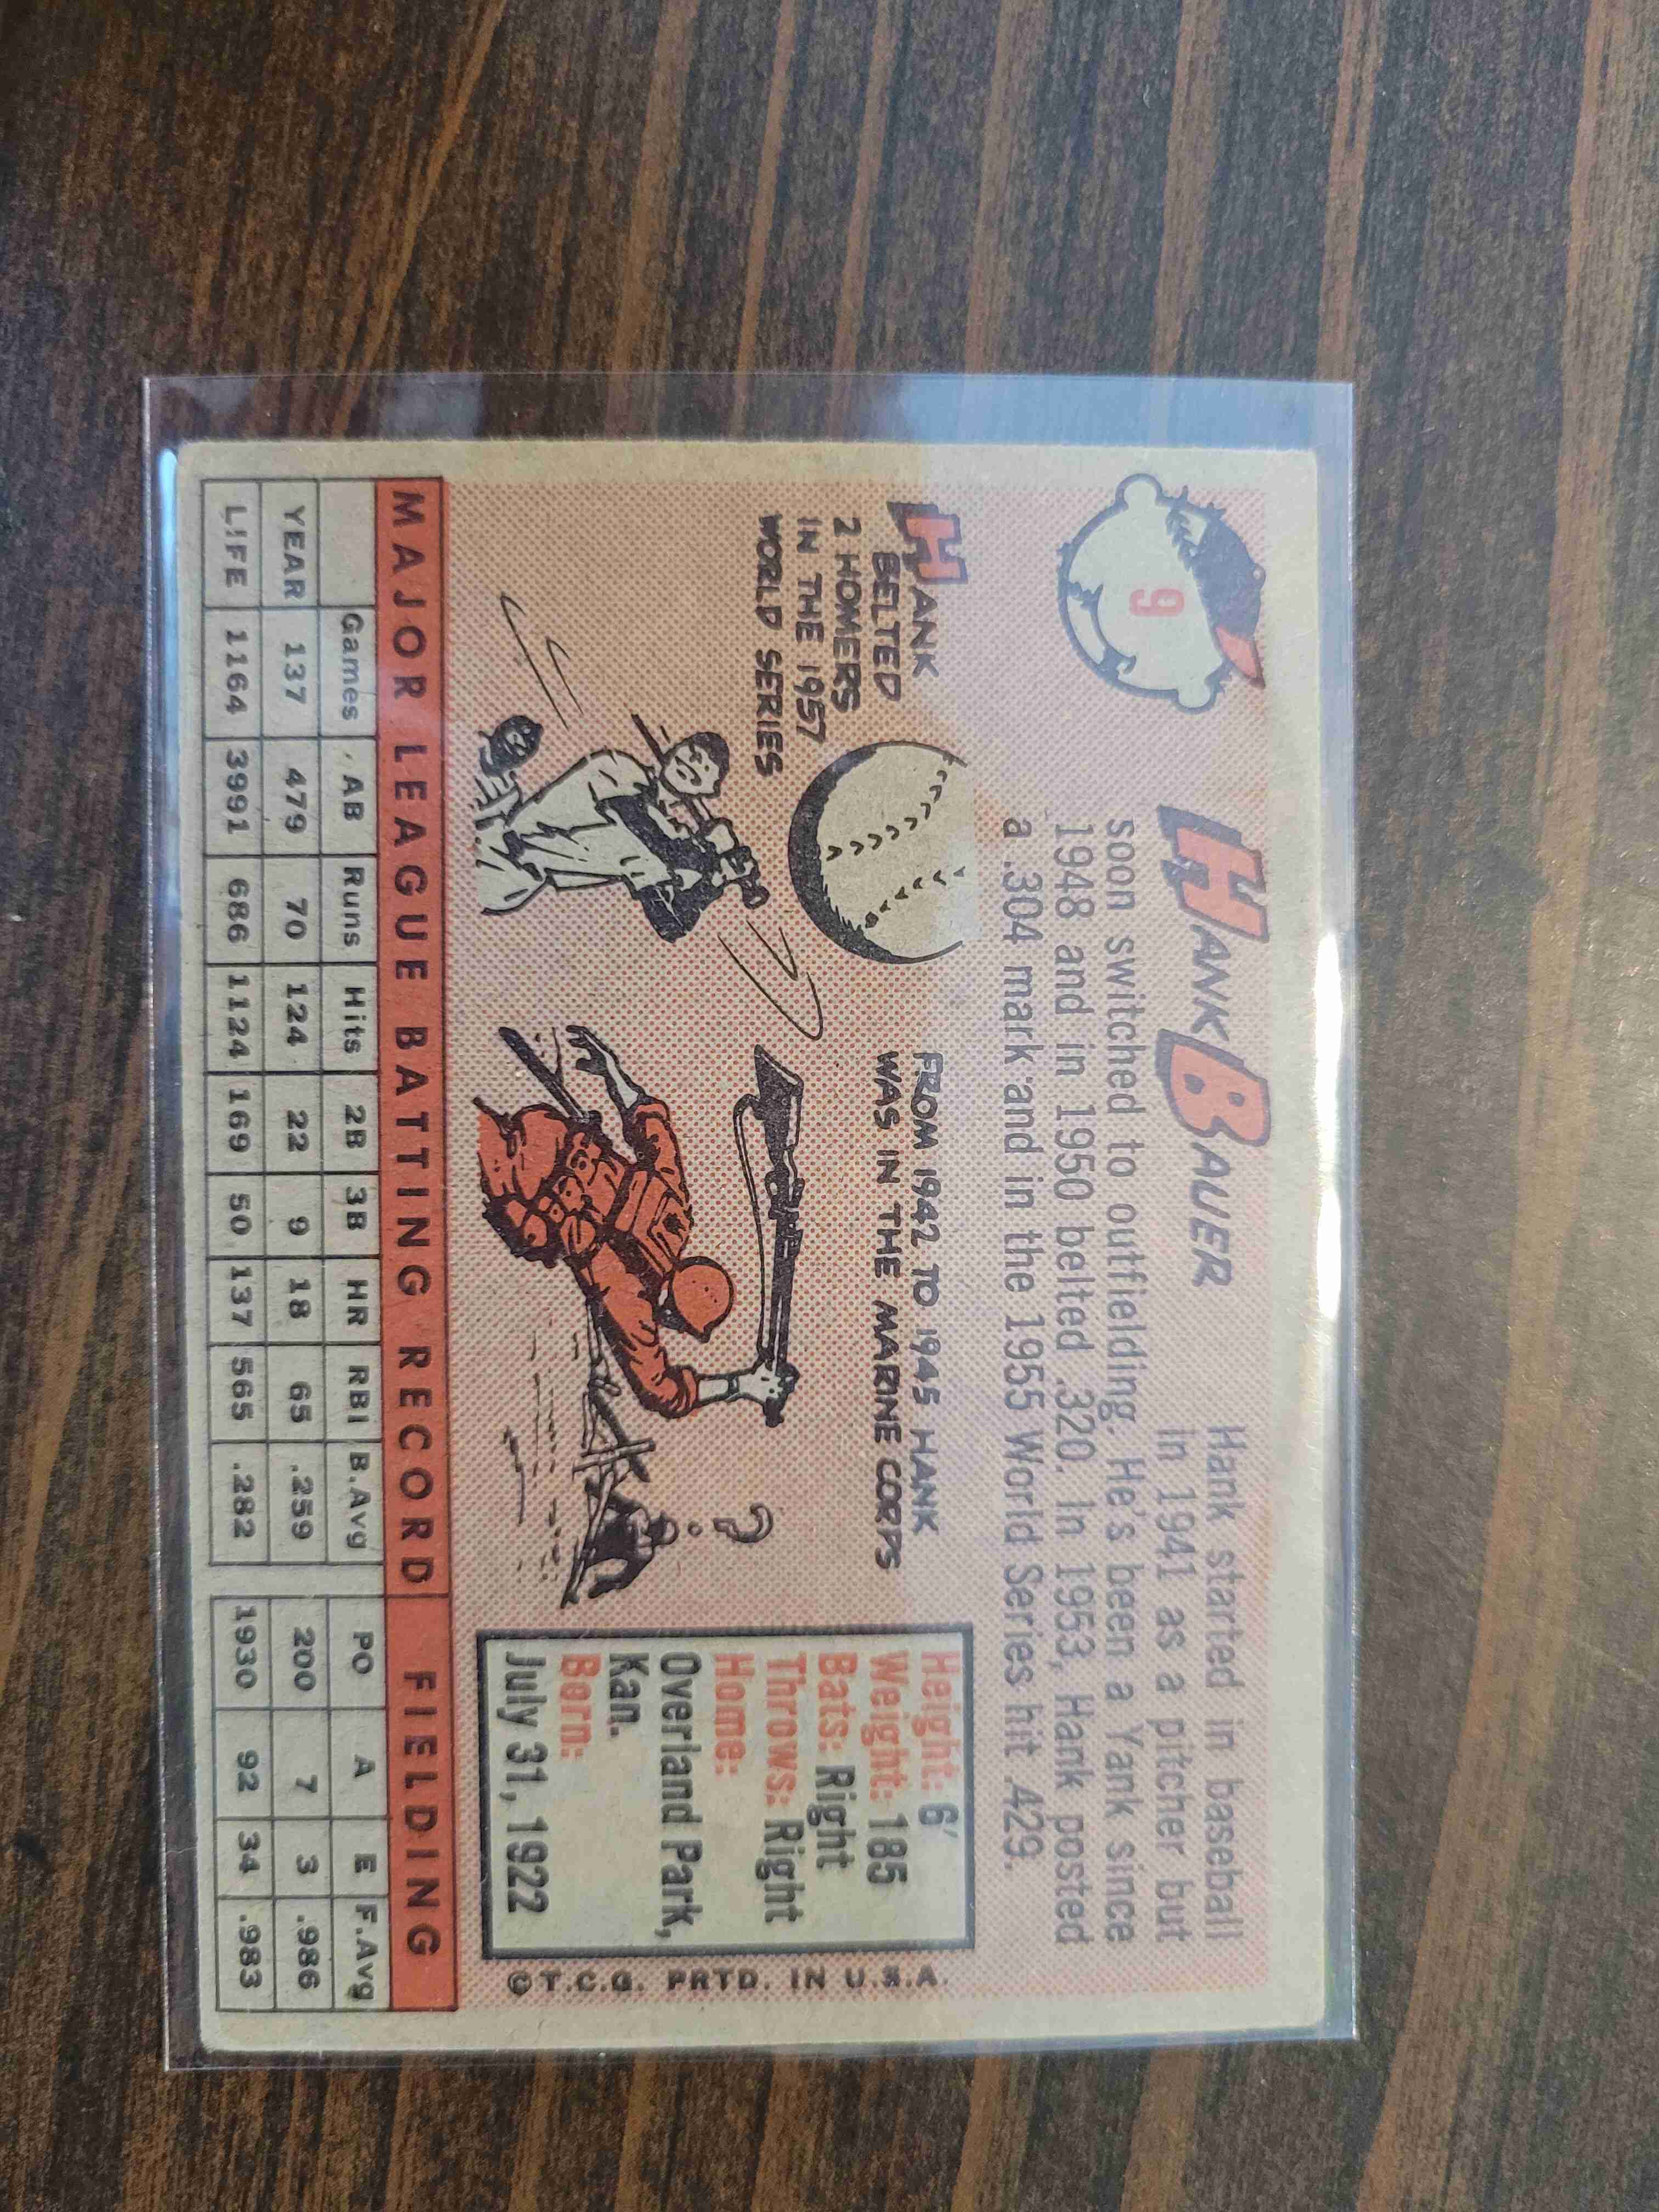 9
HANK BAUER
Hank started in baseball
in 1941 as a pitcher but
soon switched to outfielding. He's been a Yank since
1948 and in 1950 belted .320. In 1953, Hank posted
a .304 mark and in the 1955 World Series hit .429.
HANK
BELTED
2 HOMERS
IN THE 1957
WORLD SERIES
FROM 1942 TO 1945 HANK
WAS IN THE MARINE CORPS
?
Height: 6'
Weight: 185
Bats: Right
Throws: Right
Home:
Overland Park,
Kan.
Born:
July 31, 1922
©T.C.G. PRTD. IN U.S.A.
MAJOR LEAGUE BATTING RECORD FIELDING
Games AB Runs Hits 2B 3B HR RBI B.Avg PO A E F.Avg
YEAR 137 479 70 124 22 9 18 65 .259 200 7 3 .986
LIFE 1164 3991 686 1124 169 50 137 565 .282 1930 92 34 .983